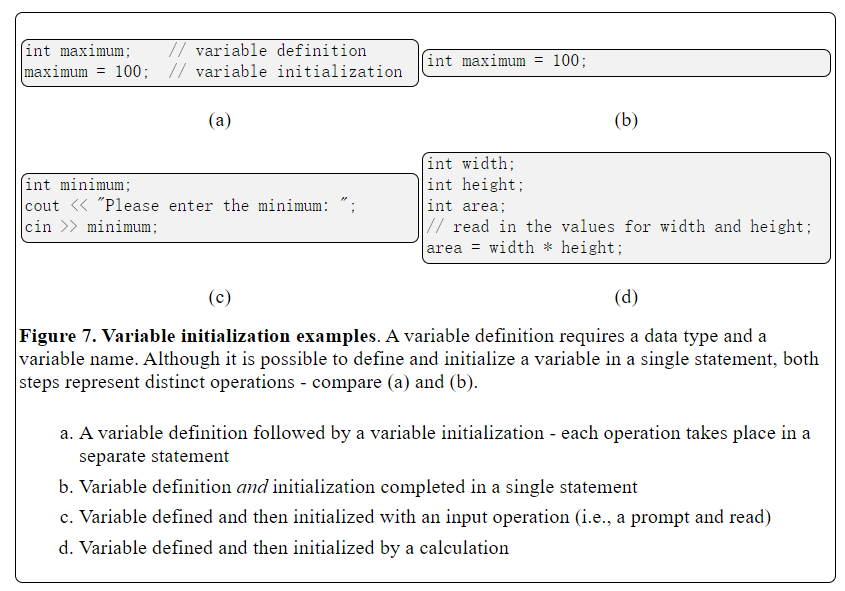 int maximum;    // variable definition
maximum = 100;  // variable initialization
(a)
int maximum = 100;
(b)
int minimum;
cout << "Please enter the minimum: ";
cin >> minimum;
(c)
int width;
int height;
int area;
// read in the values for width and height;
area = width * height;
(d)
Figure 7. Variable initialization examples. A variable definition requires a data type and a
variable name. Although it is possible to define and initialize a variable in a single statement, both
steps represent distinct operations - compare (a) and (b).
a. A variable definition followed by a variable initialization - each operation takes place in a
separate statement
b. Variable definition and initialization completed in a single statement
c. Variable defined and then initialized with an input operation (i.e., a prompt and read)
d. Variable defined and then initialized by a calculation